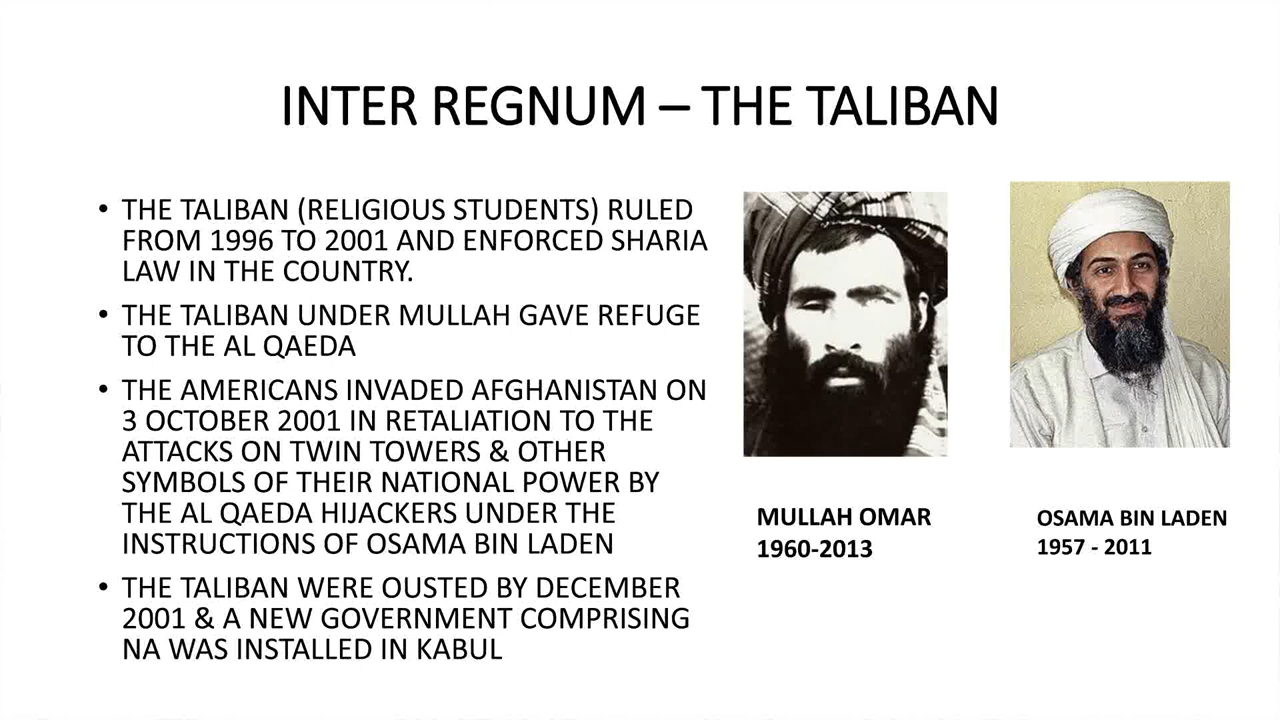 INTER REGNUM – THE TALIBAN
• THE TALIBAN (RELIGIOUS STUDENTS) RULED
FROM 1996 TO 2001 AND ENFORCED SHARIA
LAW IN THE COUNTRY.
• THE TALIBAN UNDER MULLAH GAVE REFUGE
TO THE AL QAEDA
• THE AMERICANS INVADED AFGHANISTAN ON
3 OCTOBER 2001 IN RETALIATION TO THE
ATTACKS ON TWIN TOWERS & OTHER
SYMBOLS OF THEIR NATIONAL POWER BY
THE AL QAEDA HIJACKERS UNDER THE
INSTRUCTIONS OF OSAMA BIN LADEN
• THE TALIBAN WERE OUSTED BY DECEMBER
2001 & A NEW GOVERNMENT COMPRISING
NA WAS INSTALLED IN KABUL
MULLAH OMAR
1960-2013
OSAMA BIN LADEN
1957 - 2011